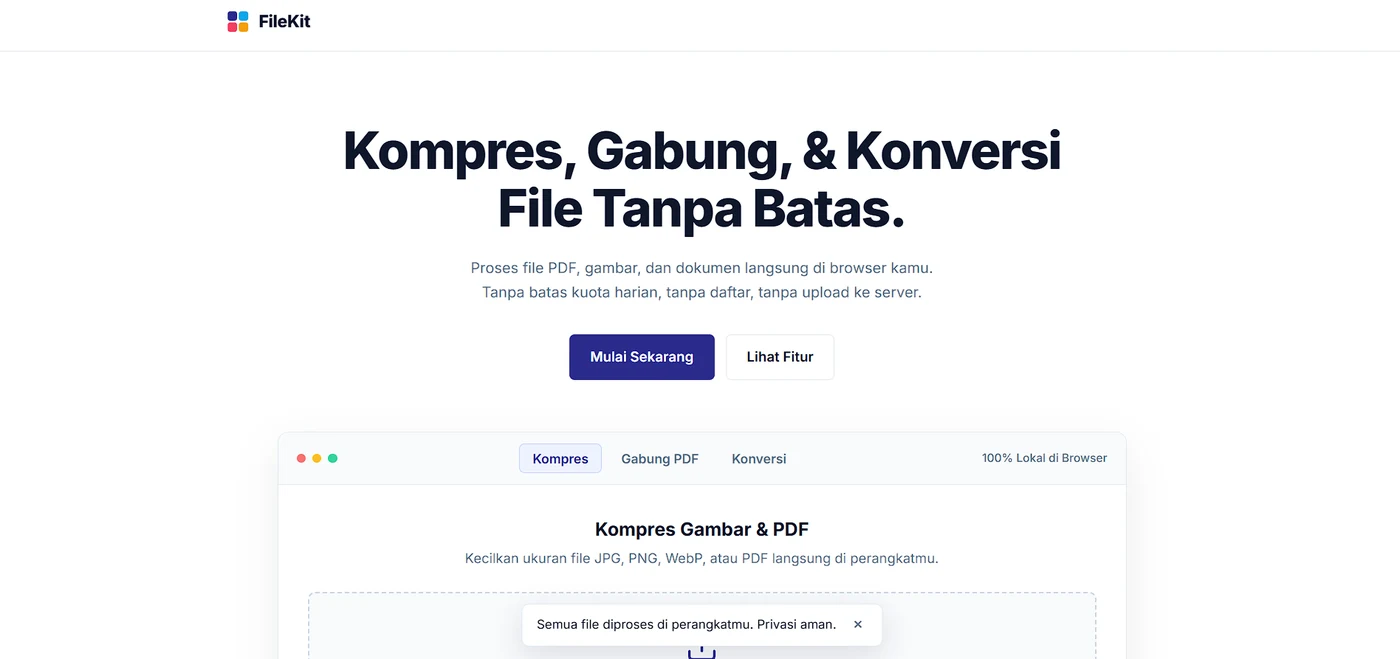 FileKit
Kompres, Gabung, & Konversi
File Tanpa Batas.
Proses file PDF, gambar, dan dokumen langsung di browser kamu.
Tanpa batas kuota harian, tanpa daftar, tanpa upload ke server.
Mulai Sekarang
Lihat Fitur
Kompres
Gabung PDF
Konversi
100% Lokal di Browser
Kompres Gambar & PDF
Kecilkan ukuran file JPG, PNG, WebP, atau PDF langsung di perangkatmu.
Semua file diproses di perangkatmu. Privasi aman.